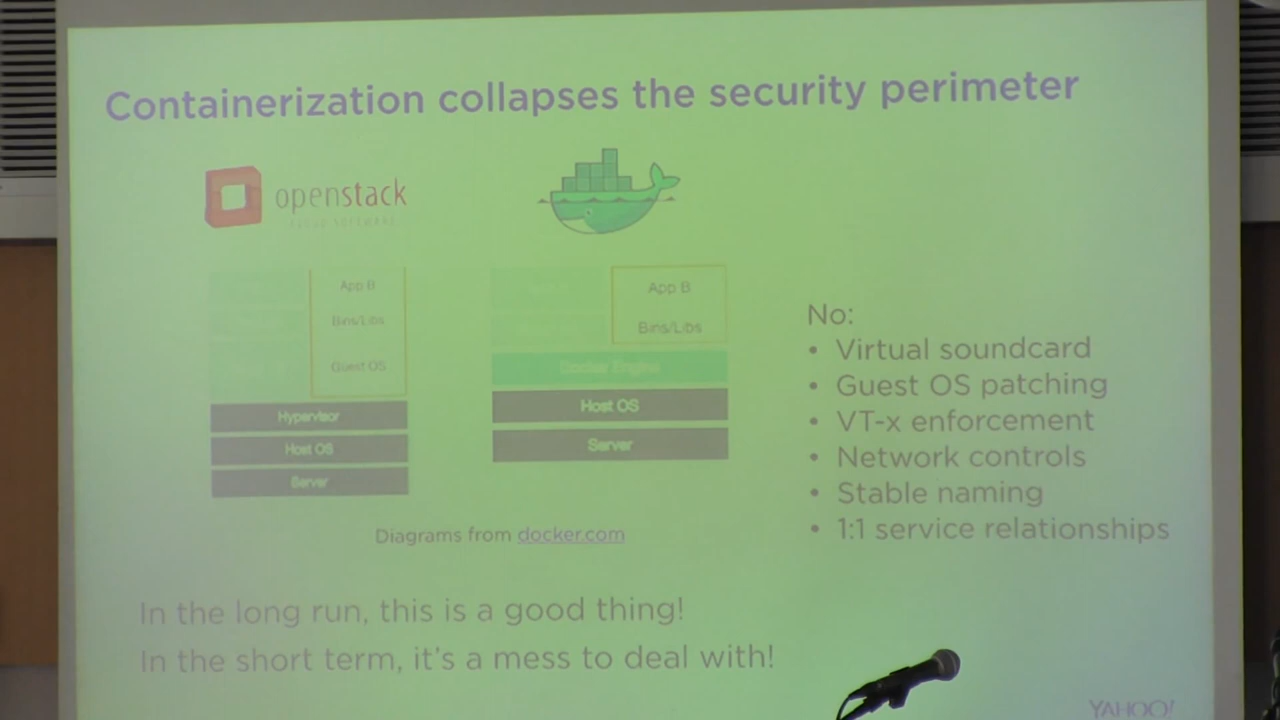 Containerization collapses the security perimeter
openstack
App B
Bins/Libs
Guest OS
Hypervisor
Host OS
Server
App B
Bins/Libs
Docker Engine
Host OS
Server
No:
• Virtual soundcard
• Guest OS patching
• VT-x enforcement
• Network controls
• Stable naming
• 1:1 service relationships
Diagrams from docker.com
In the long run, this is a good thing!
In the short term, it's a mess to deal with!
YAHOO!